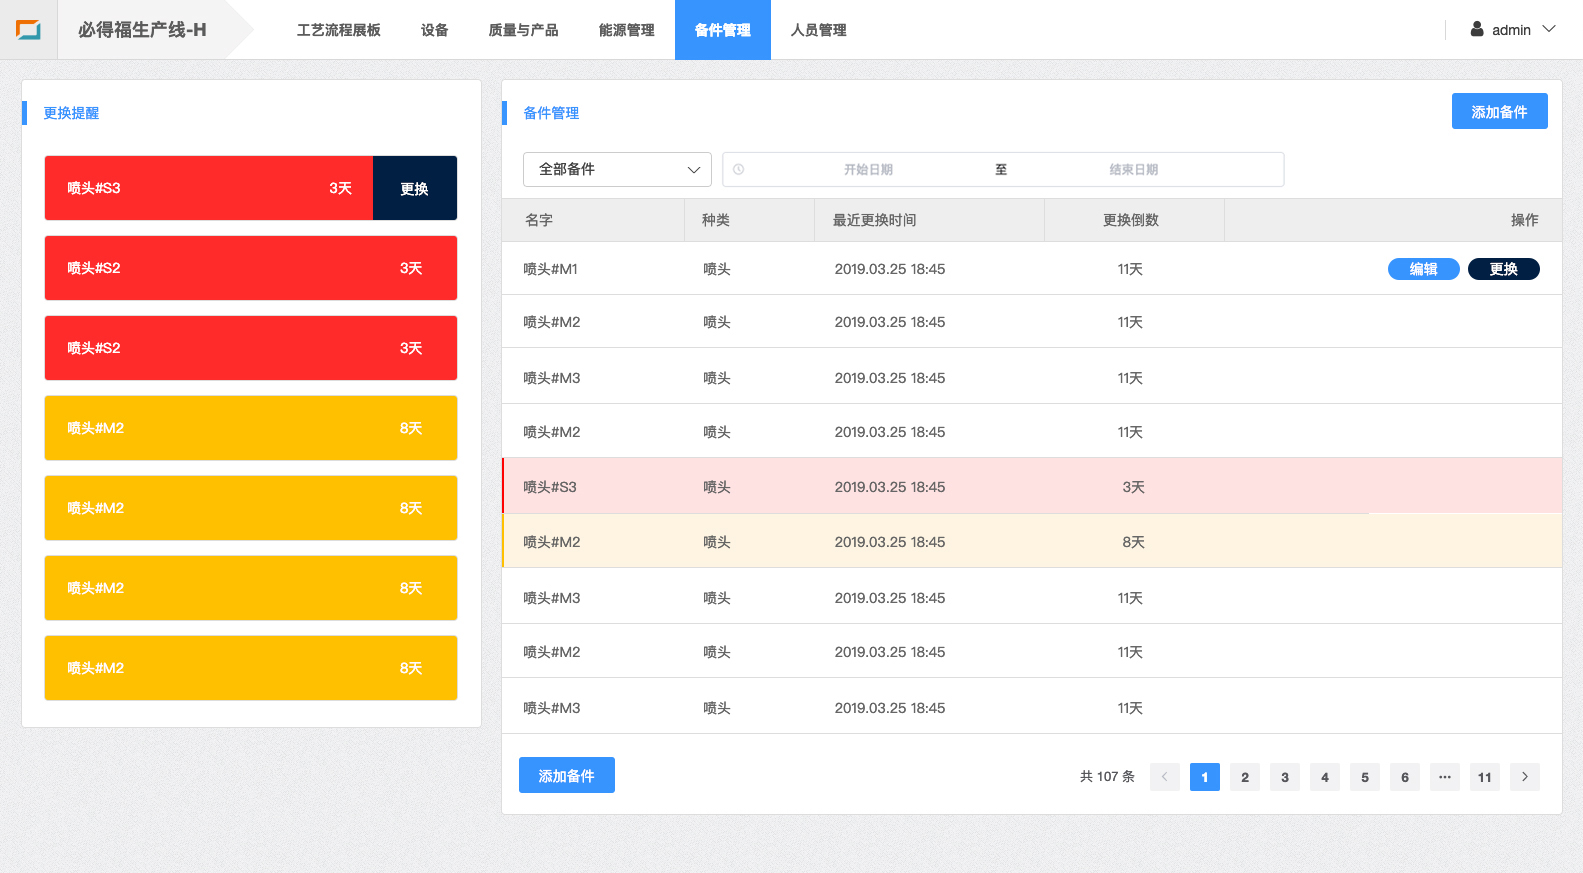 必得福生产线-H 工艺流程展板 设备 质量与产品 能源管理 备件管理 人员管理 admin
更换提醒
喷头#S3 3天 更换
喷头#S2 3天
喷头#S2 3天
喷头#M2 8天
喷头#M2 8天
喷头#M2 8天
喷头#M2 8天
备件管理 添加备件
全部备件 开始日期 至 结束日期
名字 种类 最近更换时间 更换倒数 操作
喷头#M1 喷头 2019.03.25 18:45 11天 编辑 更换
喷头#M2 喷头 2019.03.25 18:45 11天
喷头#M3 喷头 2019.03.25 18:45 11天
喷头#M2 喷头 2019.03.25 18:45 11天
喷头#S3 喷头 2019.03.25 18:45 3天
喷头#M2 喷头 2019.03.25 18:45 8天
喷头#M3 喷头 2019.03.25 18:45 11天
喷头#M2 喷头 2019.03.25 18:45 11天
喷头#M3 喷头 2019.03.25 18:45 11天
添加备件 共 107 条 < 1 2 3 4 5 6 ··· 11 >